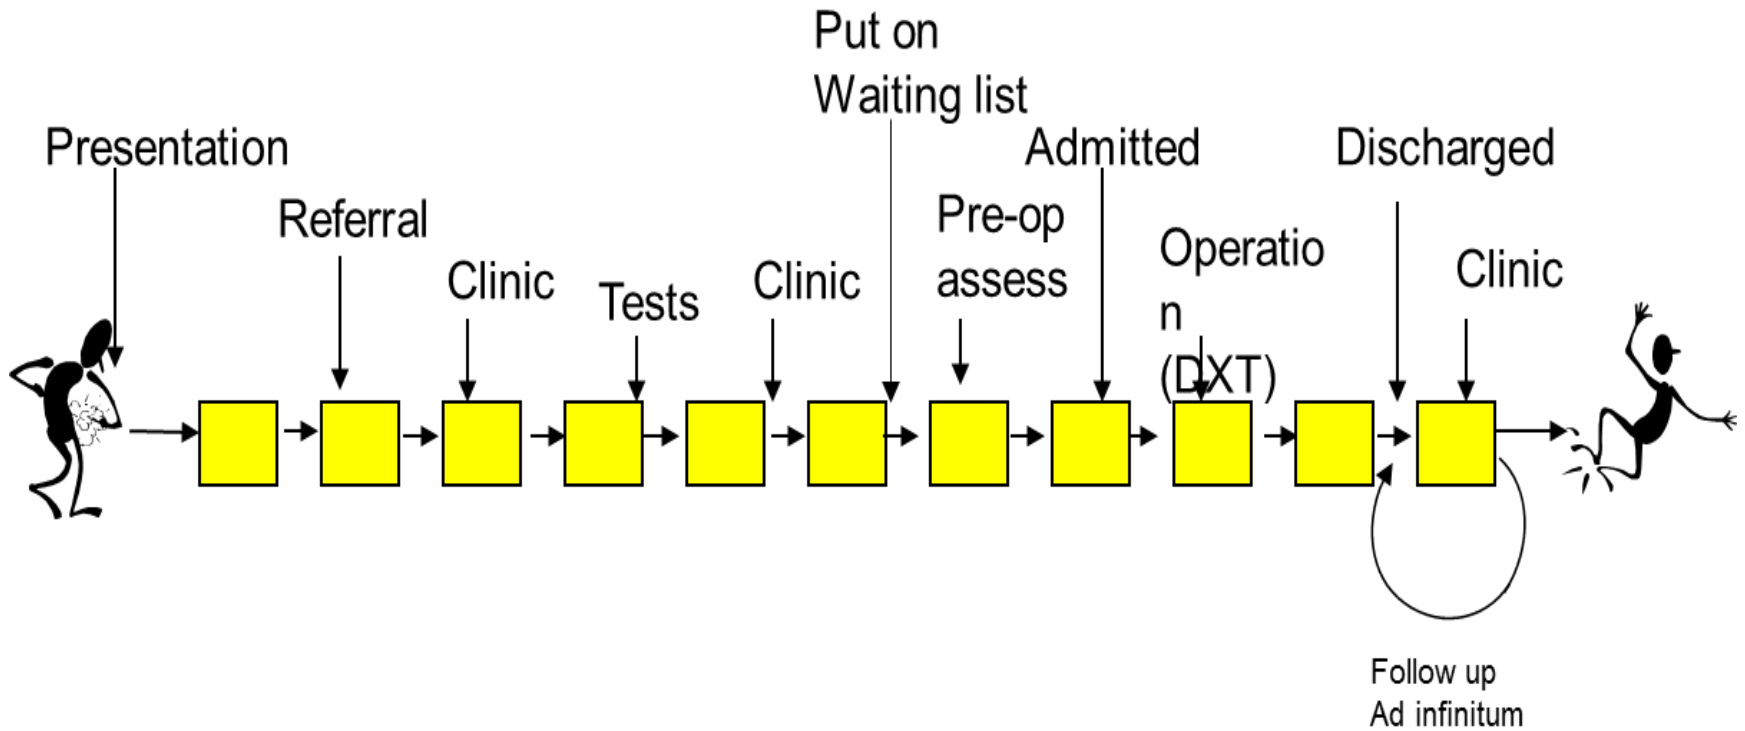 Put on
Waiting list
Presentation
Admitted
Discharged
Referral
Pre-op
assess
Operatio
n
(DXT)
Clinic
Tests
Clinic
Clinic
Follow up
Ad infinitum